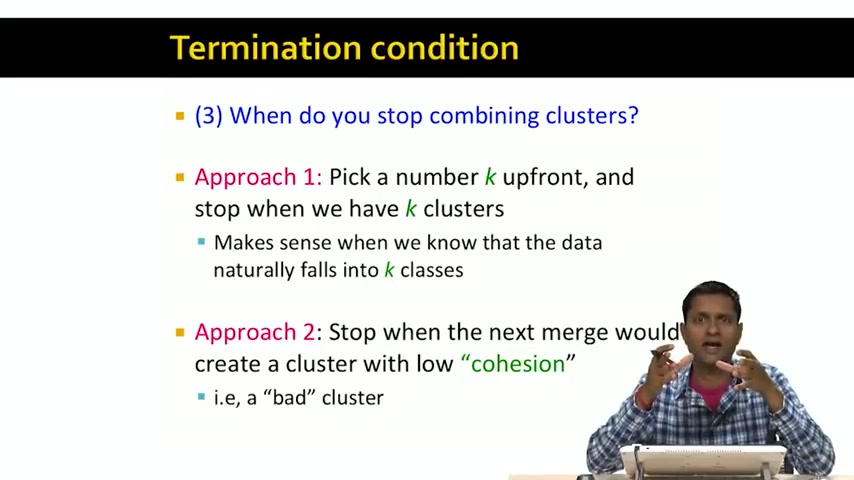 Termination condition
(3) When do you stop combining clusters?
Approach 1: Pick a number k upfront, and
stop when we have k clusters
Makes sense when we know that the data
naturally falls into k classes
Approach 2: Stop when the next merge would
create a cluster with low “cohesion”
i.e, a “bad” cluster